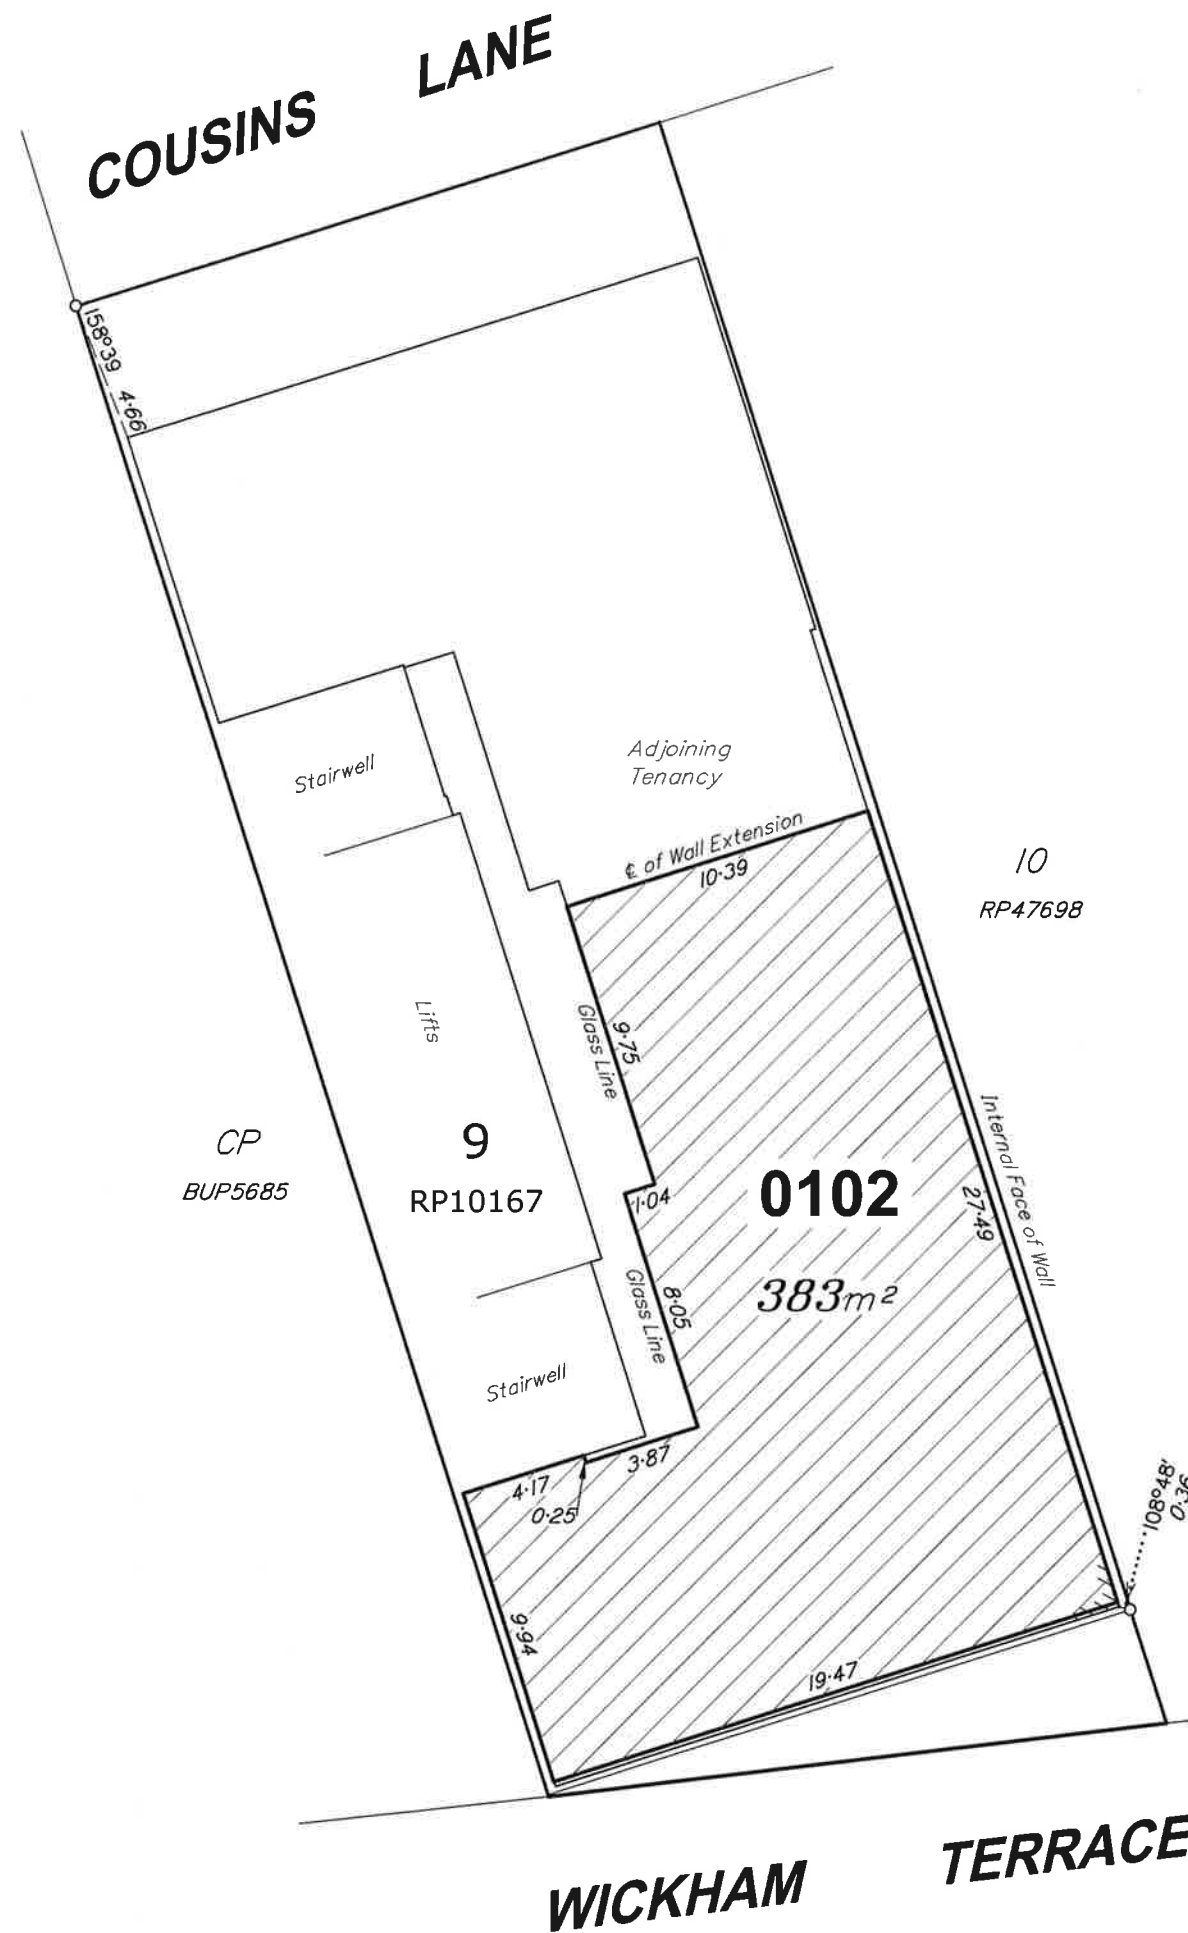 COUSINS LANE
158°39
4·66
Stairwell
Adjoining
Tenancy
℄ of Wall Extension
10·39
10
RP47698
Lifts
Glass Line
9·75
CP
BUP5685
9
RP10167
1·04
0102
383m²
Internal Face of Wall
27·49
Glass Line
8·05
Stairwell
3·87
4·17
0·25
108°48'
0·36
9·94
19·47
WICKHAM TERRACE